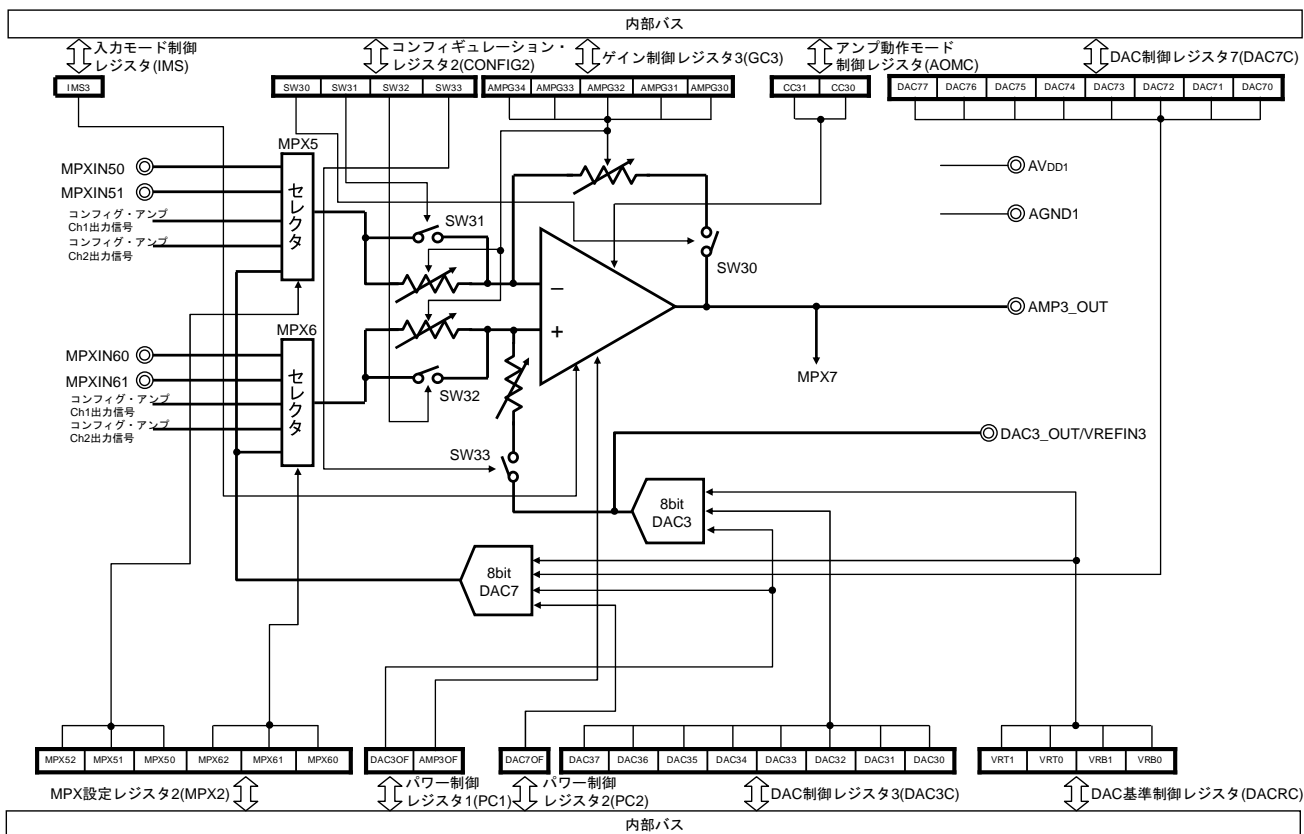 内部バス
入力モード制御
レジスタ(IMS)
コンフィギュレーション・
レジスタ2(CONFIG2)
ゲイン制御レジスタ3(GC3)
アンプ動作モード
制御レジスタ(AOMC)
DAC制御レジスタ7(DAC7C)
IMS3
SW30 SW31 SW32 SW33
AMPG34 AMPG33 AMPG32 AMPG31 AMPG30
CC31 CC30
DAC77 DAC76 DAC75 DAC74 DAC73 DAC72 DAC71 DAC70
MPX5
MPXIN50
MPXIN51
コンフィグ・アンプ
Ch1出力信号
コンフィグ・アンプ
Ch2出力信号
セレクタ
SW31
SW30
AVDD1
AGND1
−
+
AMP3_OUT
MPX7
MPX6
MPXIN60
MPXIN61
コンフィグ・アンプ
Ch1出力信号
コンフィグ・アンプ
Ch2出力信号
セレクタ
SW32
SW33
DAC3_OUT/VREFIN3
8bit
DAC3
8bit
DAC7
MPX52 MPX51 MPX50 MPX62 MPX61 MPX60
DAC3OF AMP3OF
DAC7OF
DAC37 DAC36 DAC35 DAC34 DAC33 DAC32 DAC31 DAC30
VRT1 VRT0 VRB1 VRB0
MPX設定レジスタ2(MPX2)
パワー制御
レジスタ1(PC1)
パワー制御
レジスタ2(PC2)
DAC制御レジスタ3(DAC3C)
DAC基準制御レジスタ(DACRC)
内部バス